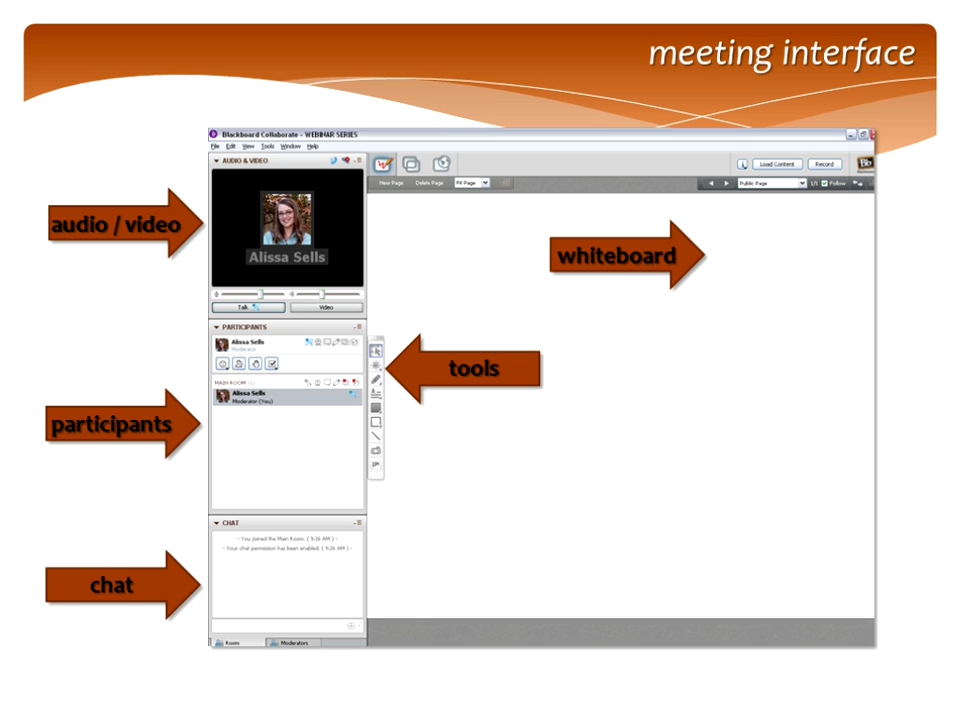 meeting interface
Blackboard Collaborate - WEBINAR SERIES
File Edit View Tools Window Help
AUDIO & VIDEO
Load Content
Record
Bb
New Page
Delete Page
Fit Page
Public Page
1/1
Follow
audio / video
Alissa Sells
whiteboard
Talk
Video
PARTICIPANTS
Alissa Sells
Moderator
tools
MAIN ROOM
Alissa Sells
Moderator (You)
participants
CHAT
- You joined the Main Room. ( 9:26 AM ) -
- Your chat permission has been enabled. ( 9:26 AM ) -
chat
Room
Moderators